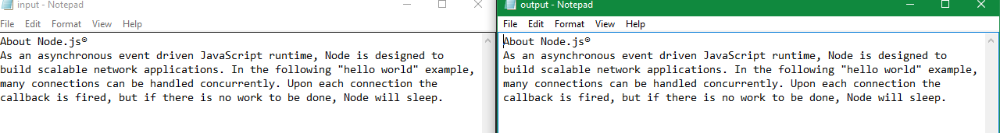 input - Notepad
File Edit Format View Help
About Node.js®
As an asynchronous event driven JavaScript runtime, Node is designed to
build scalable network applications. In the following "hello world" example,
many connections can be handled concurrently. Upon each connection the
callback is fired, but if there is no work to be done, Node will sleep.
output - Notepad
File Edit Format View Help
About Node.js®
As an asynchronous event driven JavaScript runtime, Node is designed to
build scalable network applications. In the following "hello world" example,
many connections can be handled concurrently. Upon each connection the
callback is fired, but if there is no work to be done, Node will sleep.